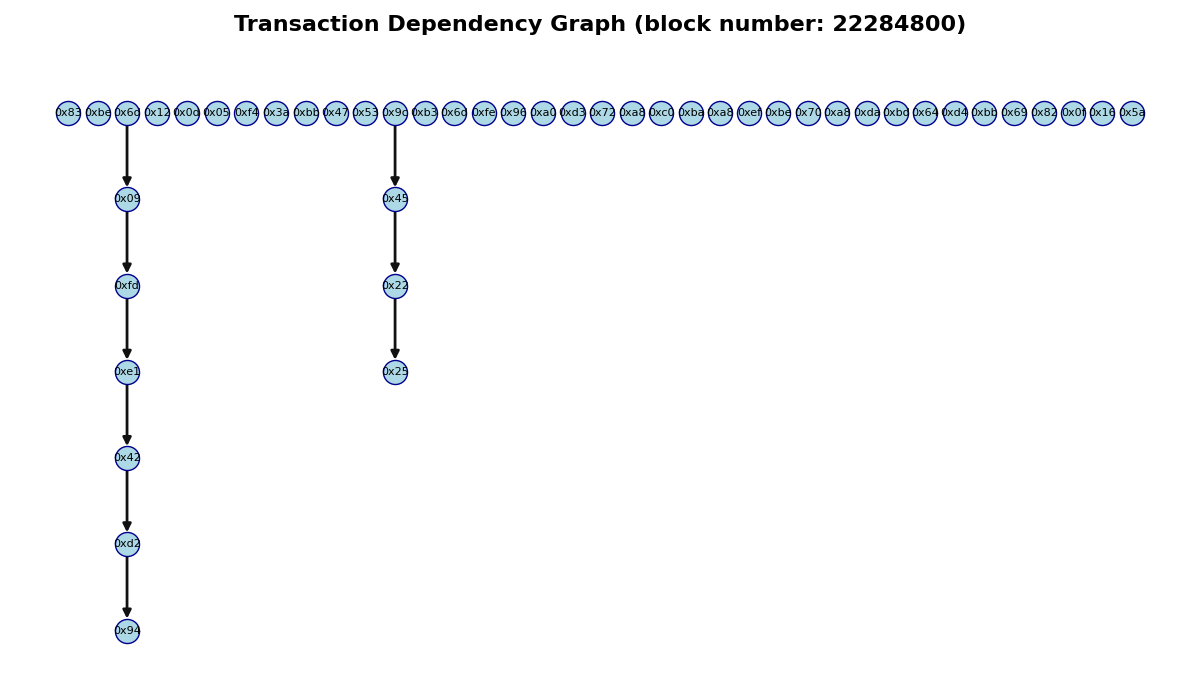 Transaction Dependency Graph (block number: 22284800)
0x83 0xbe 0x6d 0x12 0x0d 0x05 0xf4 0x3a 0xbb 0x47 0x53 0x9d 0xb3 0x6d 0xfe 0x96 0xa0 0xd3 0x72 0xa8 0xc0 0xba 0xa8 0xef 0xbe 0x70 0xa8 0xda 0xbd 0x64 0xd4 0xbb 0x69 0x82 0x0f 0x16 0x5a
0x09 0x45
0xfd 0x22
0xe1 0x25
0x42
0xd2
0x94